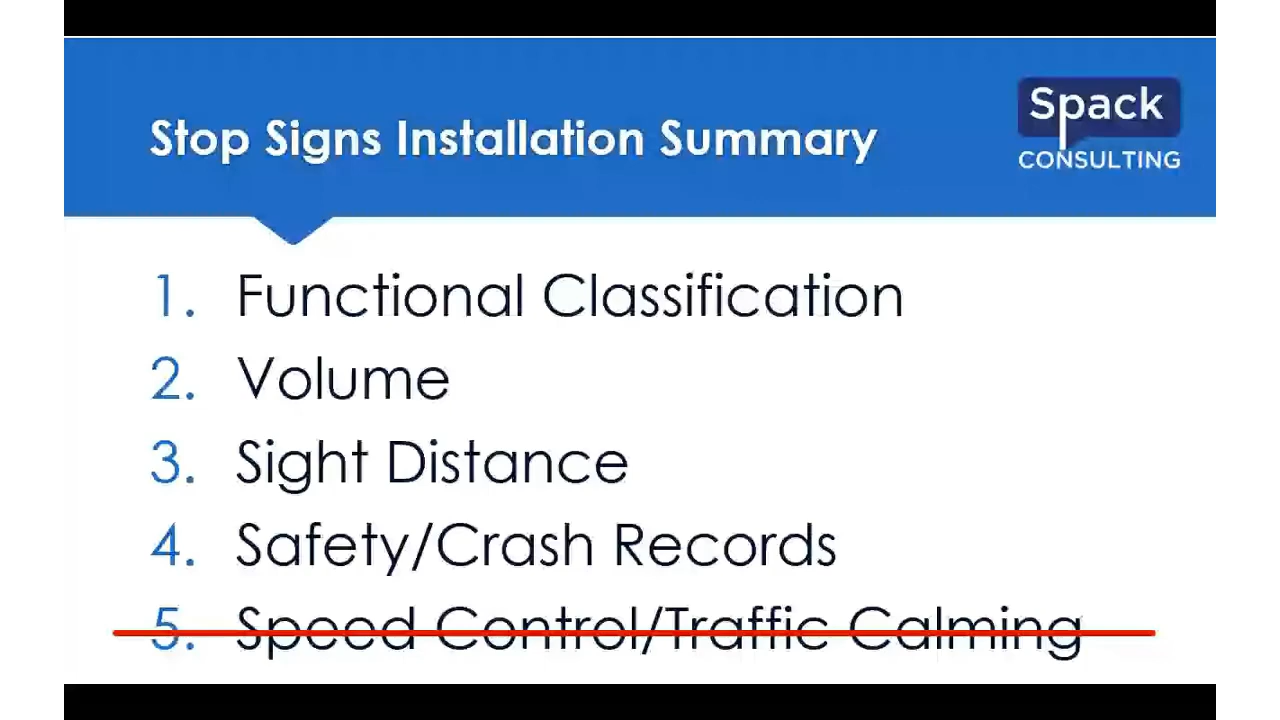 Stop Signs Installation Summary
Spack
CONSULTING
1. Functional Classification
2. Volume
3. Sight Distance
4. Safety/Crash Records
5. Speed Control/Traffic Calming